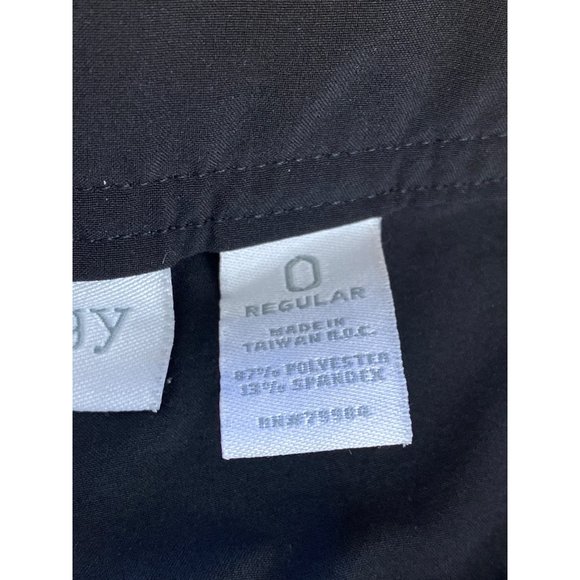 gy
0
REGULAR
MADE IN
TAIWAN R.O.C.
87% POLYESTER
13% SPANDEX
RN#79984